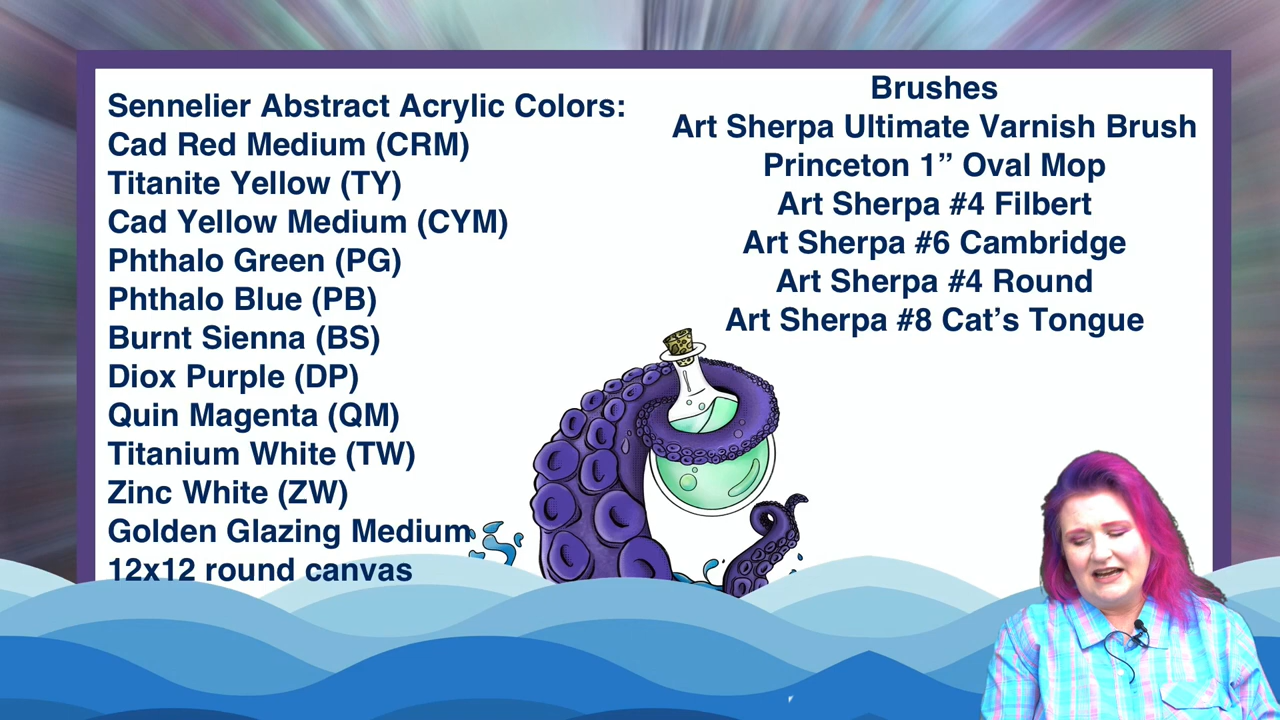 Sennelier Abstract Acrylic Colors:
Cad Red Medium (CRM)
Titanite Yellow (TY)
Cad Yellow Medium (CYM)
Phthalo Green (PG)
Phthalo Blue (PB)
Burnt Sienna (BS)
Diox Purple (DP)
Quin Magenta (QM)
Titanium White (TW)
Zinc White (ZW)
Golden Glazing Medium
12x12 round canvas
Brushes
Art Sherpa Ultimate Varnish Brush
Princeton 1” Oval Mop
Art Sherpa #4 Filbert
Art Sherpa #6 Cambridge
Art Sherpa #4 Round
Art Sherpa #8 Cat’s Tongue